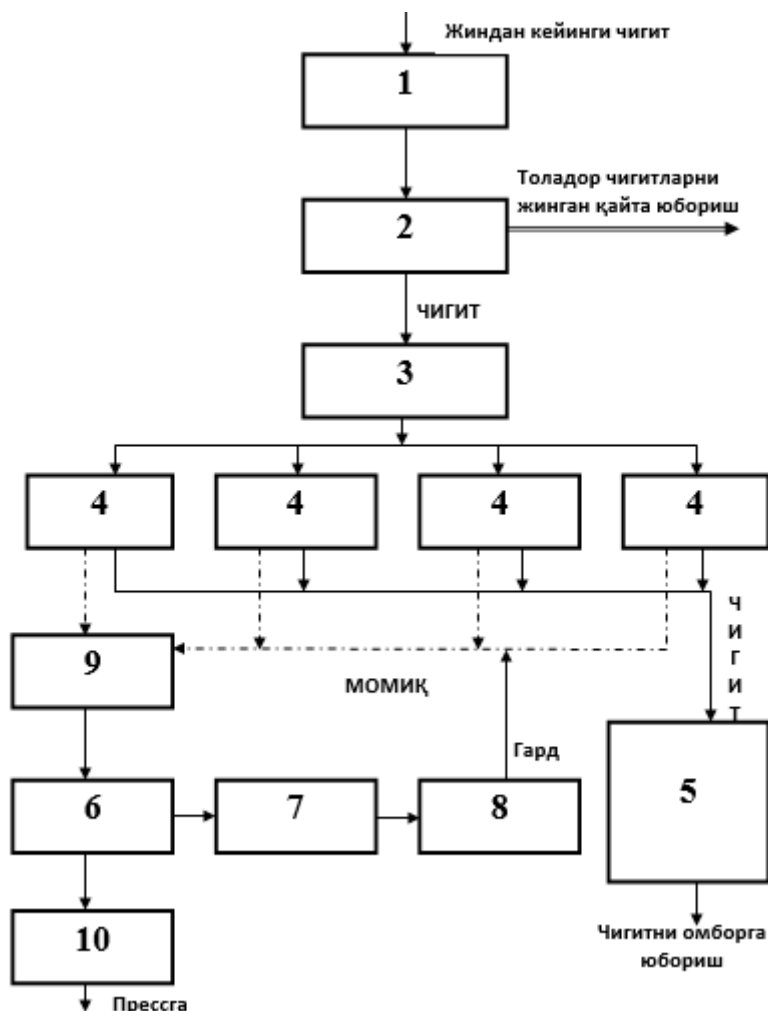 Жиндан кейинги чигит
1
Толадор чигитларни
жинган қайта юбориш
2
чигит
3
4
4
4
4
Ч
И
Г
И
Т
9
МОМИҚ
Гард
6
7
8
5
10
Чигитни омборга
юбориш
Прессга